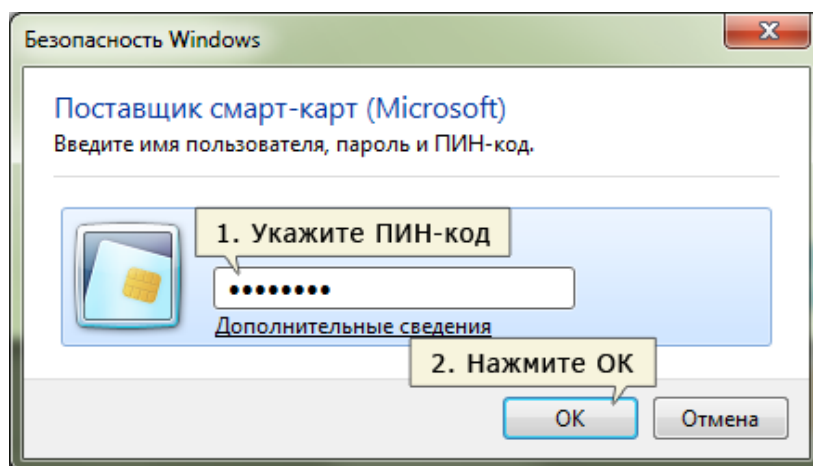 Безопасность Windows
Поставщик смарт-карт (Microsoft)
Введите имя пользователя, пароль и ПИН-код.
1. Укажите ПИН-код
••••••••
Дополнительные сведения
2. Нажмите ОК
ОК
Отмена